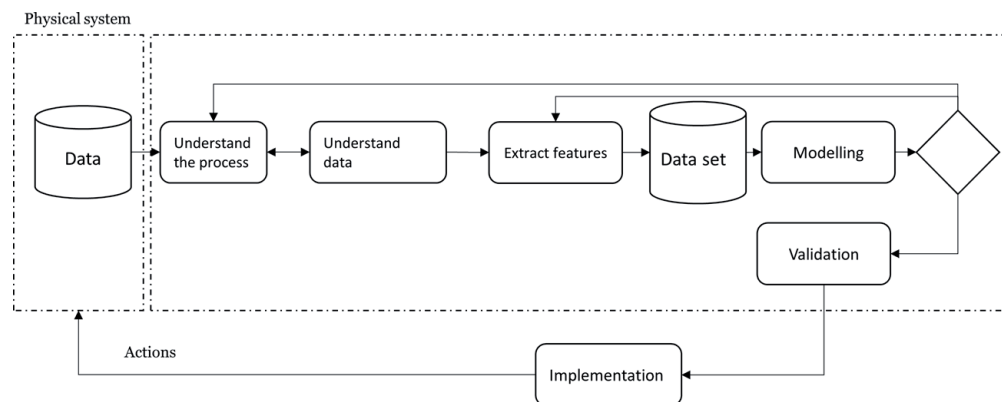 Physical system
Data
Understand
the process
Understand
data
Extract features
Data set
Modelling
Validation
Actions
Implementation